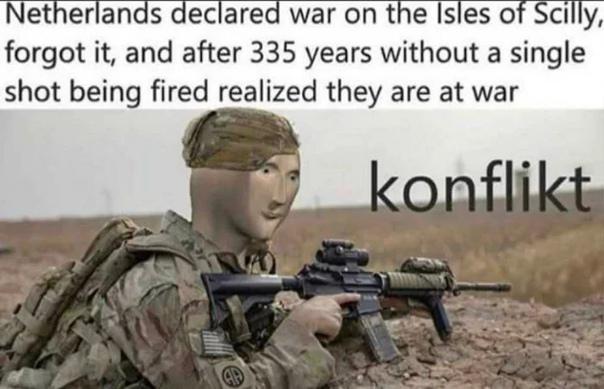 Netherlands declared war on the Isles of Scilly,
forgot it, and after 335 years without a single
shot being fired realized they are at war
konflikt
AA